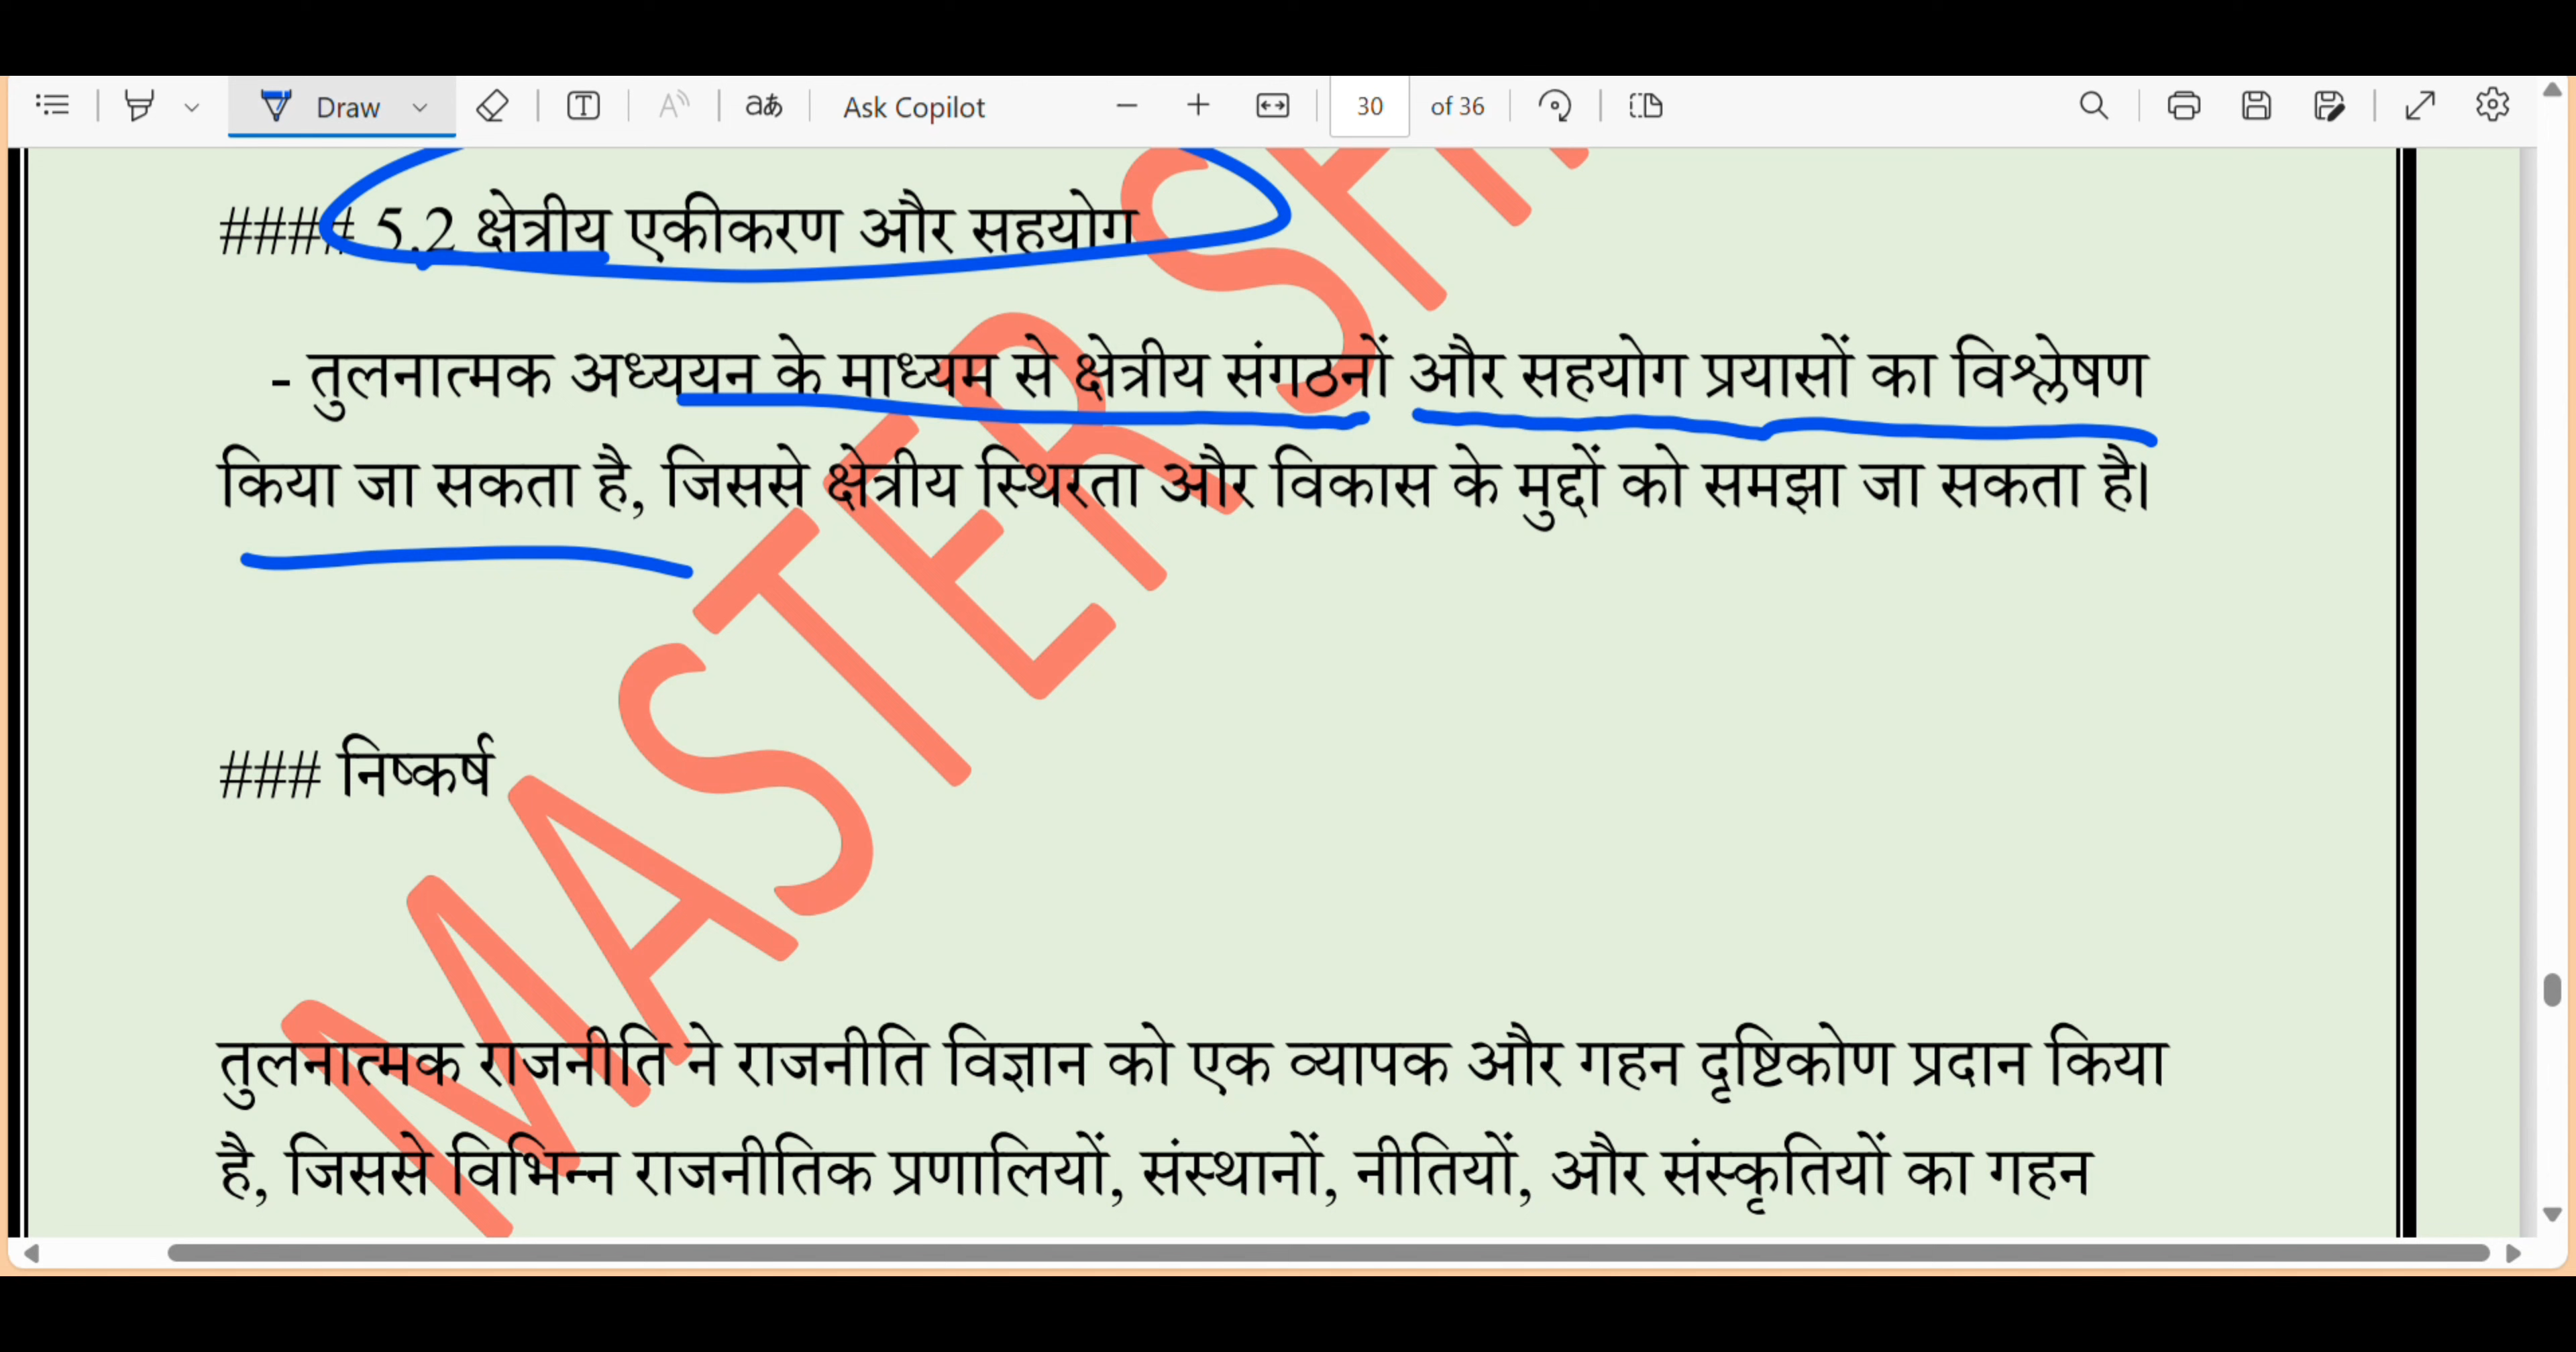 Draw
Ask Copilot
30 of 36
#### 5.2 क्षेत्रीय एकीकरण और सहयोग
- तुलनात्मक अध्ययन के माध्यम से क्षेत्रीय संगठनों और सहयोग प्रयासों का विश्लेषण
किया जा सकता है, जिससे क्षेत्रीय स्थिरता और विकास के मुद्दों को समझा जा सकता है।
### निष्कर्ष
तुलनात्मक राजनीति ने राजनीति विज्ञान को एक व्यापक और गहन दृष्टिकोण प्रदान किया
है, जिससे विभिन्न राजनीतिक प्रणालियों, संस्थानों, नीतियों, और संस्कृतियों का गहन
MASTER